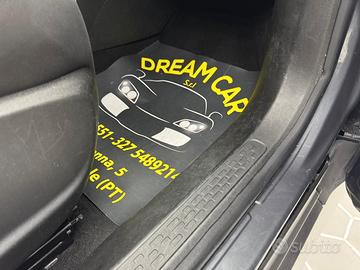 DREAM CAR
Srl
551-327 5489214
nna, 5
le (PT)
subito